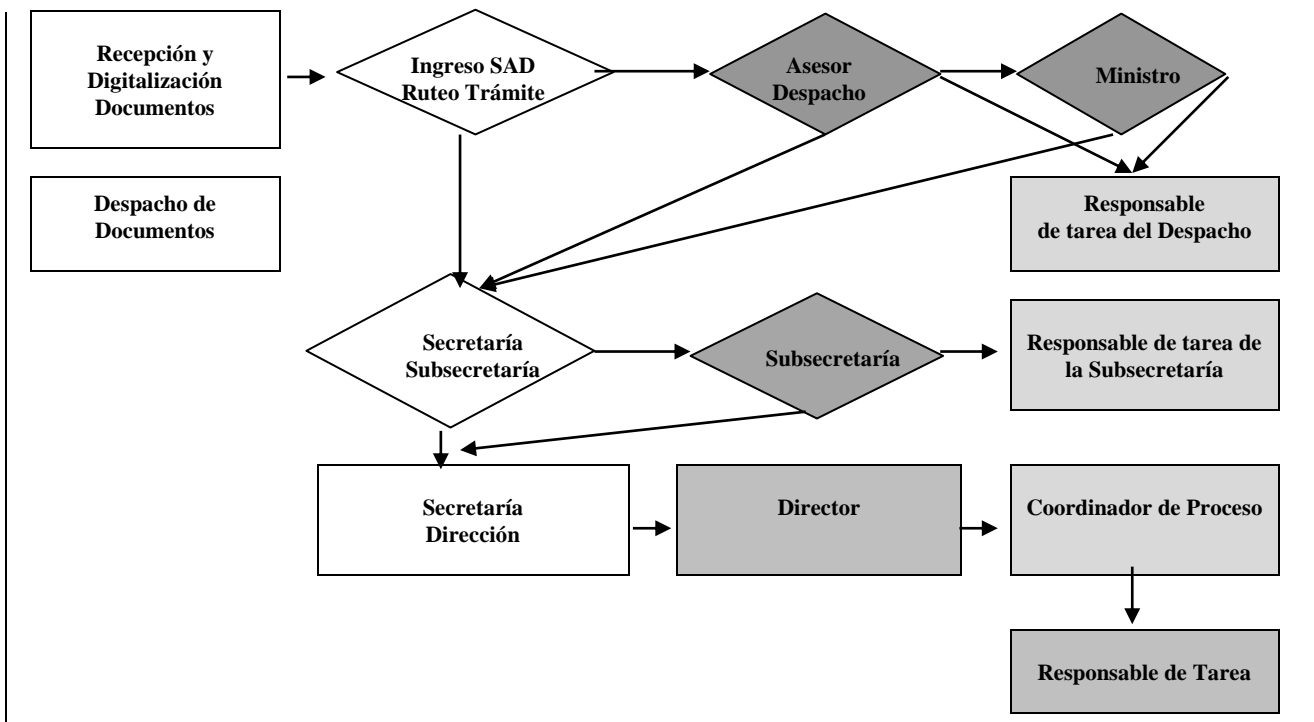 Recepción y
Digitalización
Documentos
Ingreso SAD
Ruteo Trámite
Asesor
Despacho
Ministro
Despacho de
Documentos
Responsable
de tarea del Despacho
Secretaría
Subsecretaría
Subsecretaría
Responsable de tarea de
la Subsecretaría
Secretaría
Dirección
Director
Coordinador de Proceso
Responsable de Tarea